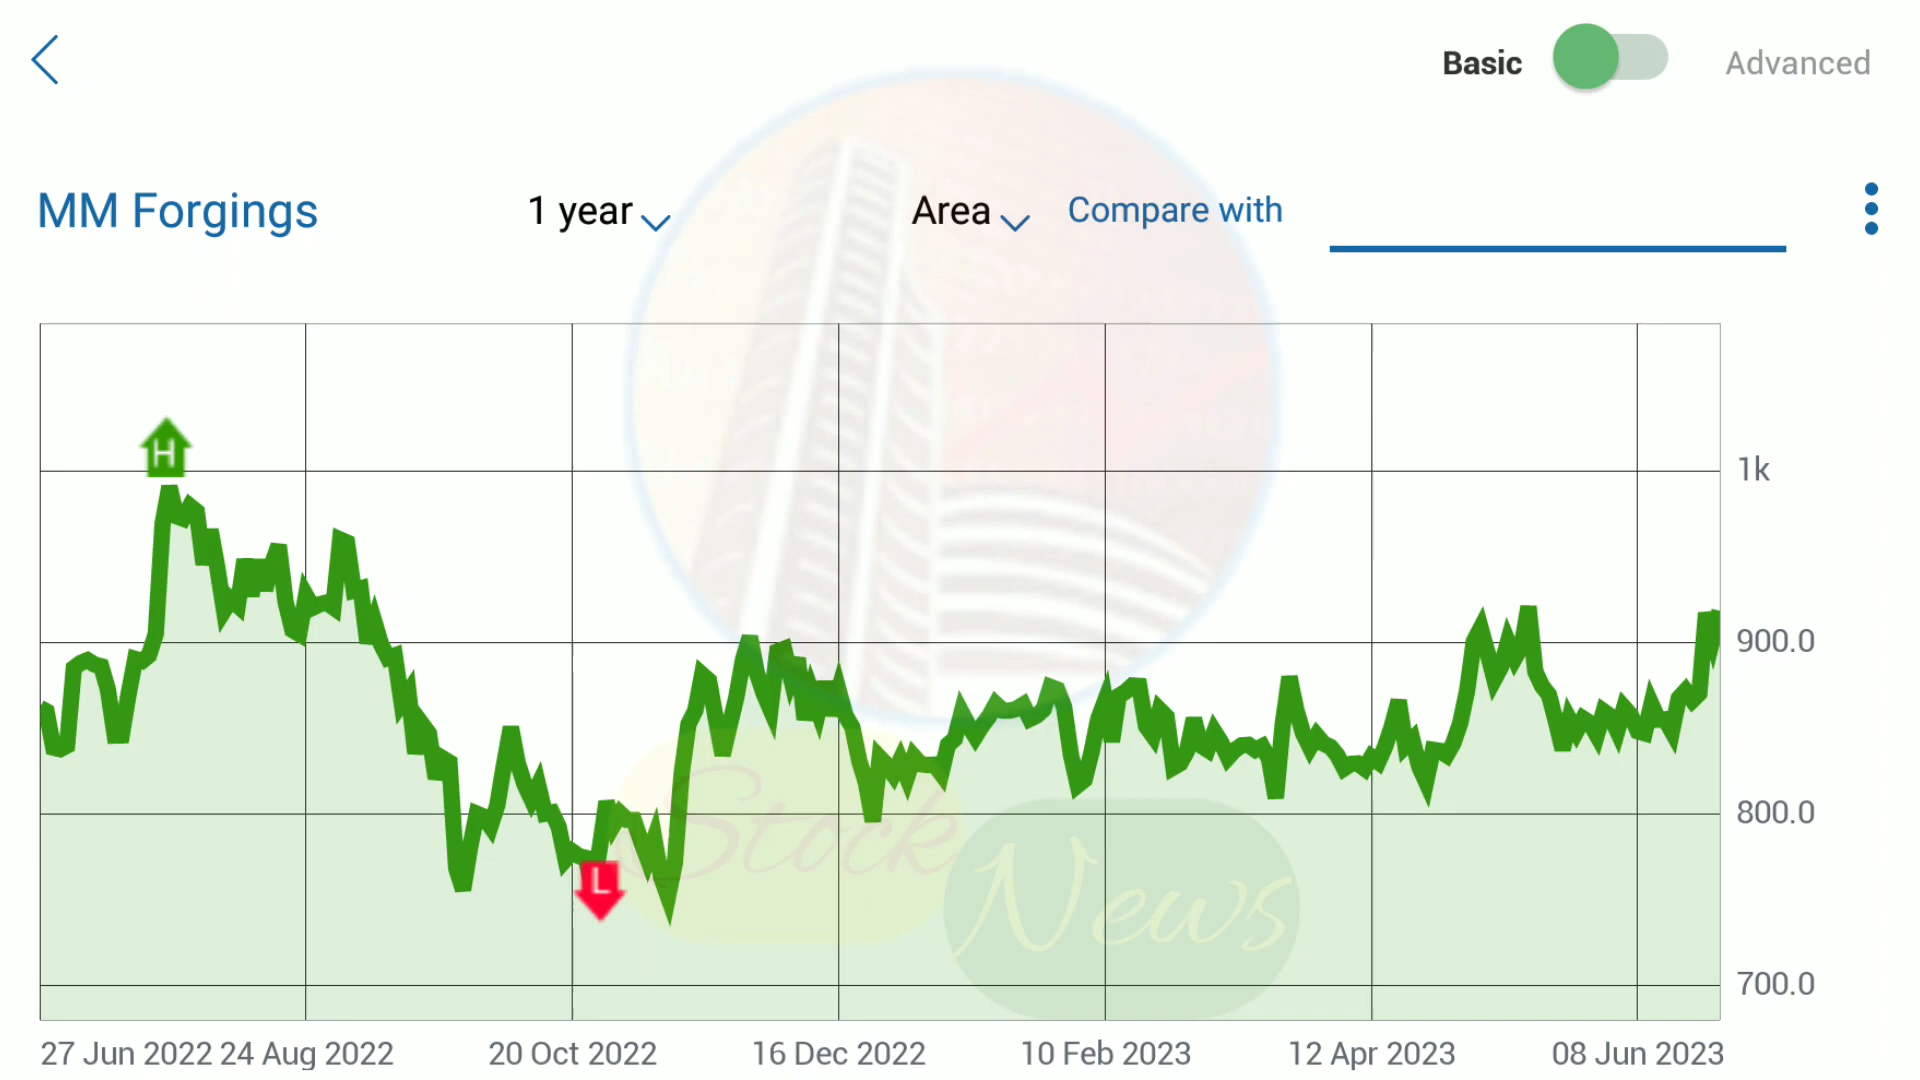 Basic Advanced
MM Forgings 1 year Area Compare with
H
1k
900.0
800.0
L
Stock
News
700.0
27 Jun 2022 24 Aug 2022 20 Oct 2022 16 Dec 2022 10 Feb 2023 12 Apr 2023 08 Jun 2023